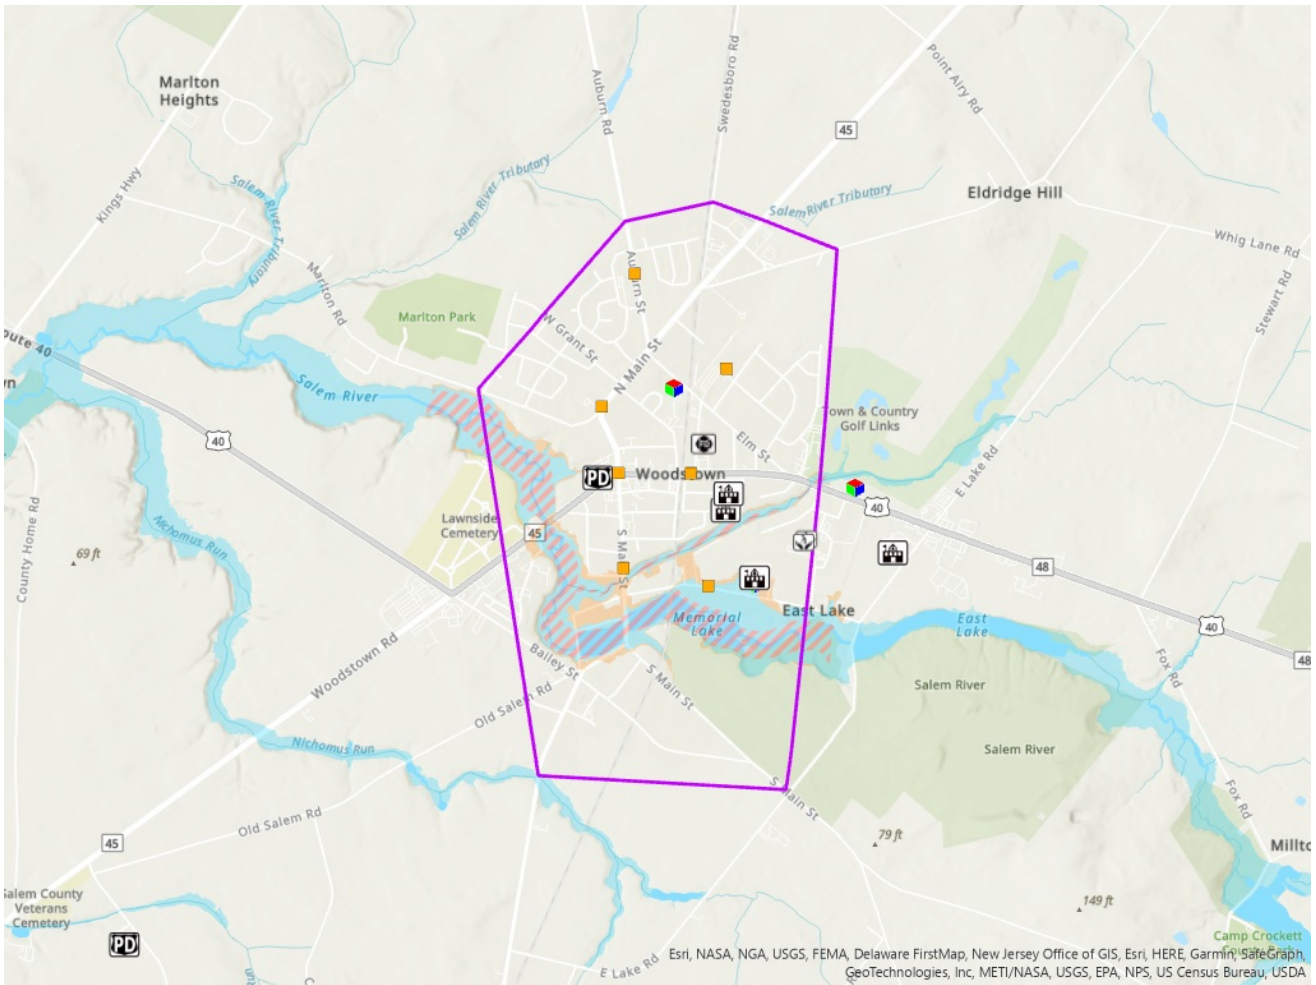 Marlton
Heights
Kings Hwy
Auburn Rd
Swedesboro Rd
Point Airy Rd
45
Eldridge Hill
Whig Lane Rd
Stewart Rd
Salem River Tributary
Salem River Tributary
Salem River Tributary
Marlton Rd
Marlton Park
Auburn St
W Grant St
N Main St
oute 40
wn
Salem River
40
Town & Country
Golf Links
Elm St
E Lake Rd
PD
Woodstown
40
Lawnside
Cemetery
45
S Main St
48
County Home Rd
Nichomus Run
69 ft
East Lake
Memorial
Lake
East
Lake
40
48
Woodstown Rd
Bailey St
S Main St
Old Salem Rd
Fox Rd
Salem River
Salem River
Nichomus Run
S Main St
Fox Rd
Old Salem Rd
45
79 ft
Millto
Salem County
Veterans
Cemetery
149 ft
PD
Camp Crockett
County Park
E Lake Rd
Esri, NASA, NGA, USGS, FEMA, Delaware FirstMap, New Jersey Office of GIS, Esri, HERE, Garmin, SafeGraph,
GeoTechnologies, Inc, METI/NASA, USGS, EPA, NPS, US Census Bureau, USDA